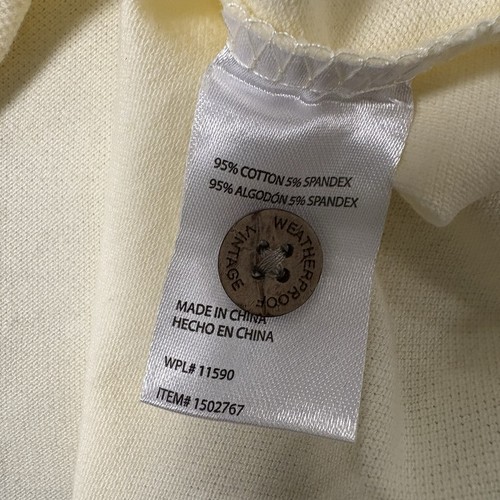 95% COTTON 5% SPANDEX
95% ALGODÓN 5% SPANDEX
WEATHERPROOF
VINTAGE
MADE IN CHINA
HECHO EN CHINA
WPL# 11590
ITEM# 1502767